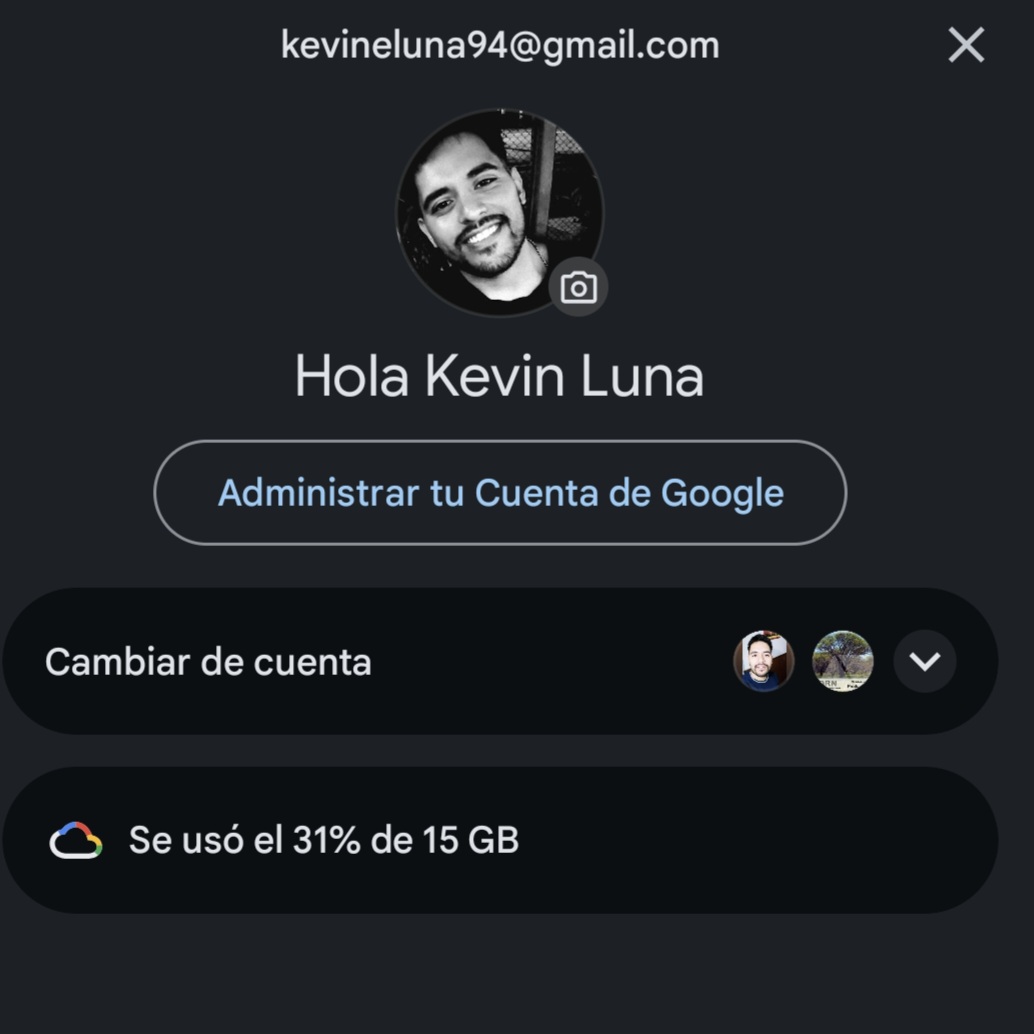 kevineluna94@gmail.com
Hola Kevin Luna
Administrar tu Cuenta de Google
Cambiar de cuenta
Se usó el 31% de 15 GB